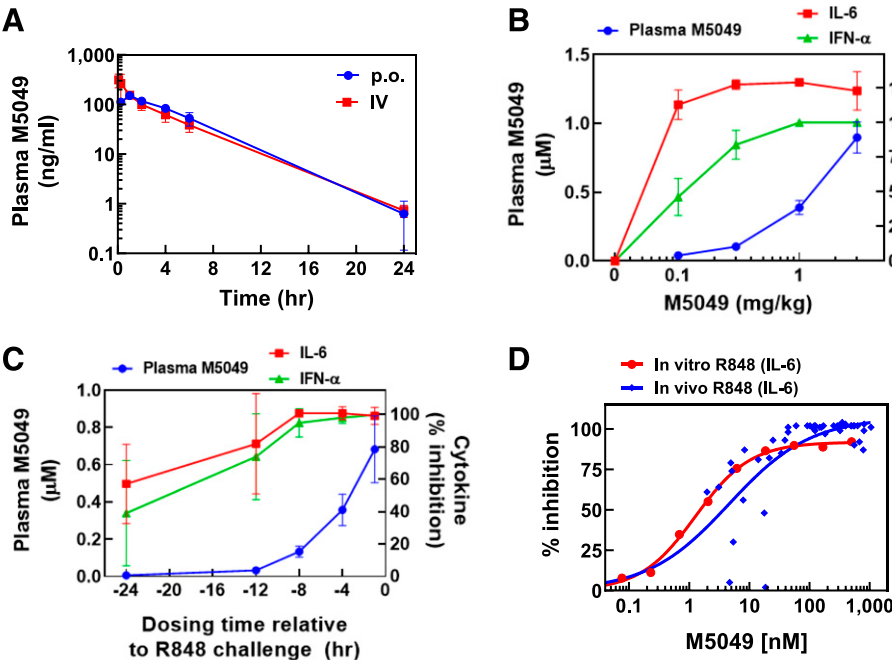 A
Plasma M5049
(ng/ml)
1,000
100
10
1
0.1
p.o.
IV
0 4 8 12 16 20 24
Time (hr)
B
Plasma M5049
IL-6
IFN-α
Plasma M5049
(μM)
1.5
1.0
0.5
0.0
0 0.1 1
M5049 (mg/kg)
C
Plasma M5049
IL-6
IFN-α
Plasma M5049
(μM)
1.0
0.8
0.6
0.4
0.2
0.0
100
80
60
40
20
0
Cytokine
(% inhibition)
-24 -20 -16 -12 -8 -4 0
Dosing time relative
to R848 challenge (hr)
D
In vitro R848 (IL-6)
In vivo R848 (IL-6)
% inhibition
100
75
50
25
0
0.1 1 10 100 1,000
M5049 [nM]